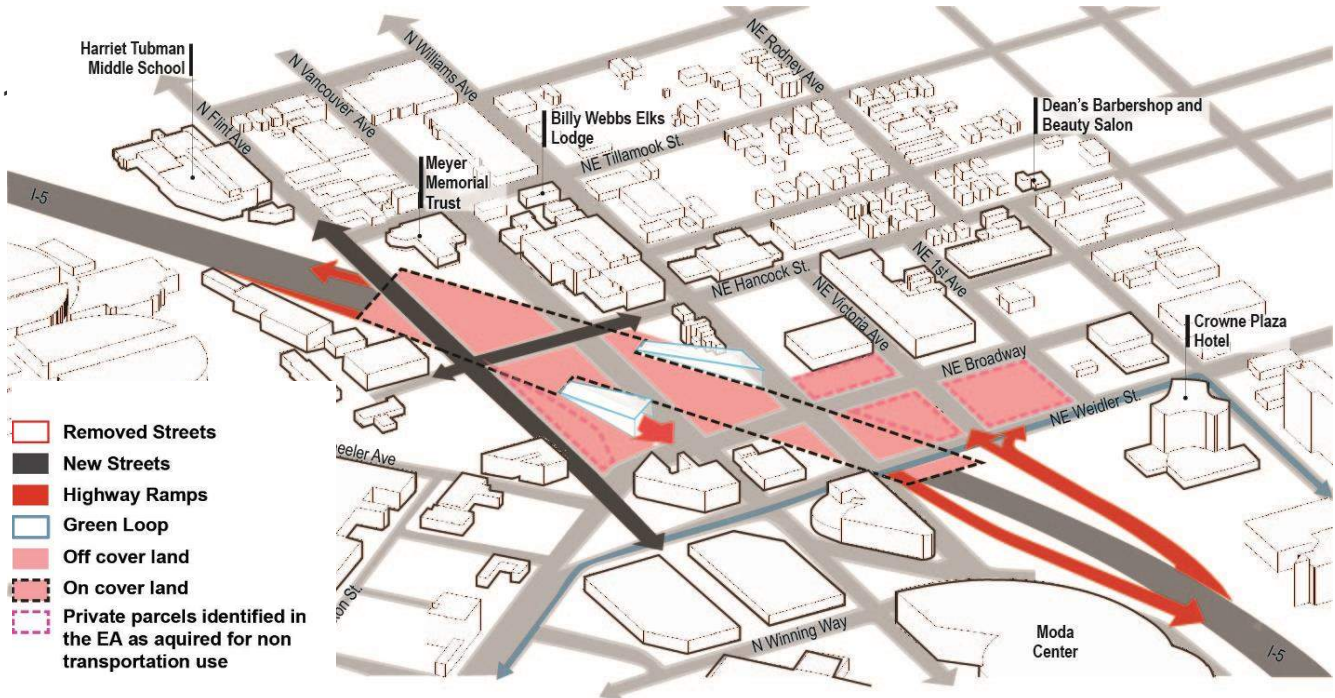 Harriet Tubman
Middle School
N Flint Ave
N Vancouver Ave
N Williams Ave
NE Rodney Ave
Meyer
Memorial
Trust
Billy Webbs Elks
Lodge
NE Tillamook St.
Dean's Barbershop and
Beauty Salon
I-5
NE Hancock St.
NE Victoria Ave
NE 1st Ave
NE Broadway
NE Weidler St.
Crowne Plaza
Hotel
eeler Ave
on St.
N Winning Way
Moda
Center
I-5
Removed Streets
New Streets
Highway Ramps
Green Loop
Off cover land
On cover land
Private parcels identified in
the EA as aquired for non
transportation use